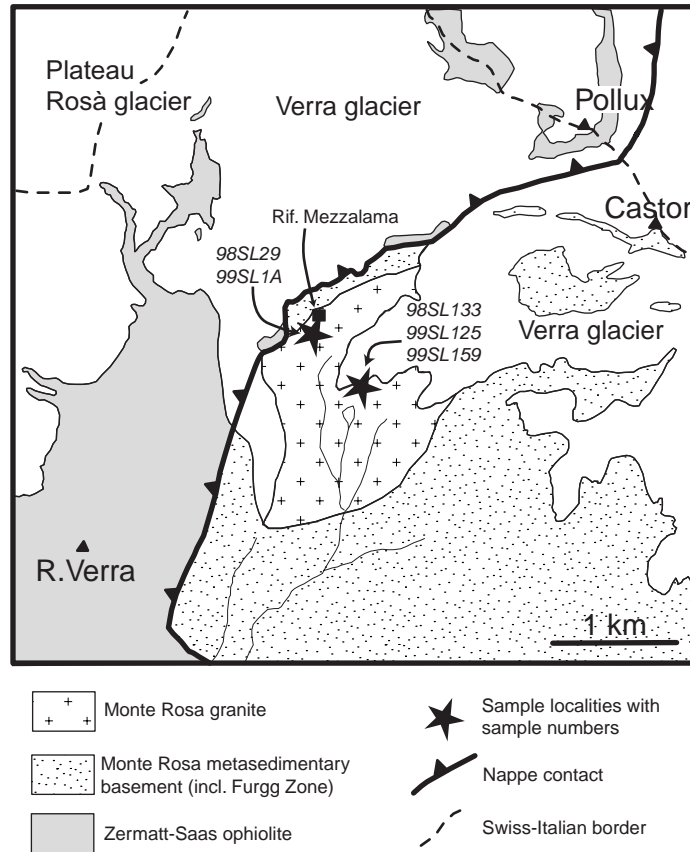 Plateau
Rosà glacier
Verra glacier
Pollux
Castor
Rif. Mezzalama
98SL29
99SL1A
98SL133
99SL125
99SL159
Verra glacier
R.Verra
1 km
Monte Rosa granite
Monte Rosa metasedimentary
basement (incl. Furgg Zone)
Zermatt-Saas ophiolite
Sample localities with
sample numbers
Nappe contact
Swiss-Italian border